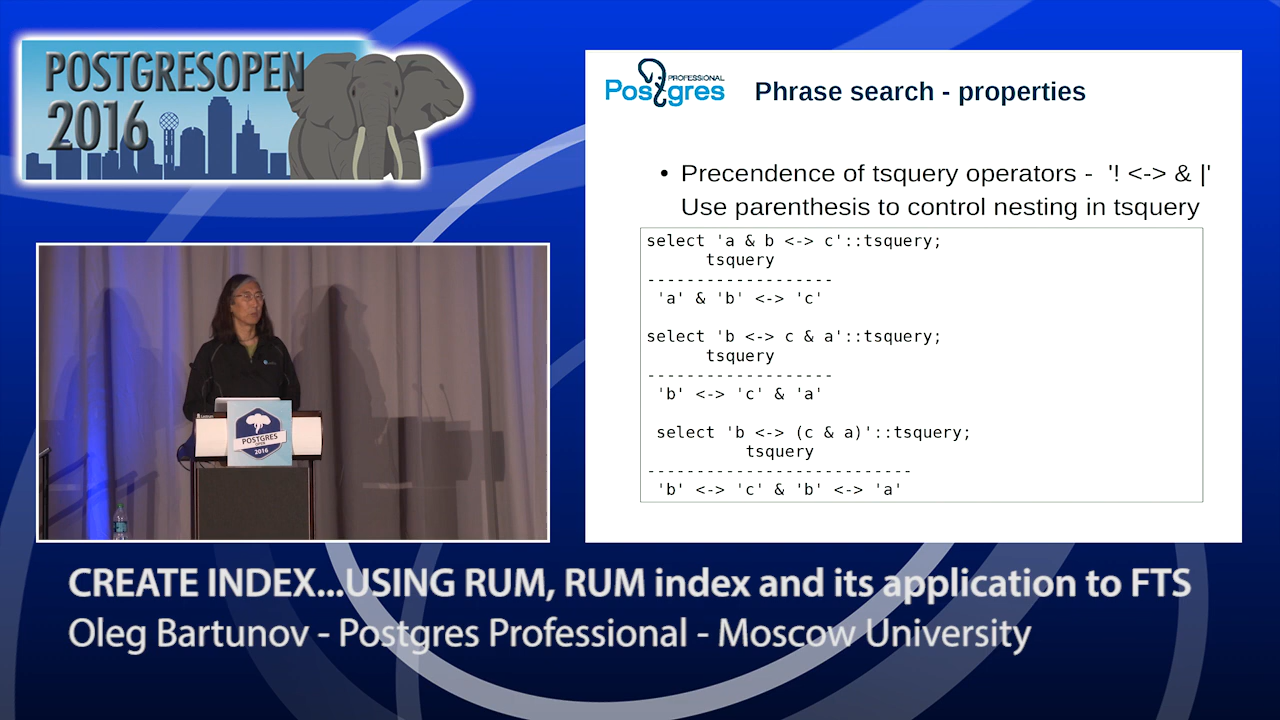 POSTGRESOPEN
2016
PROFESSIONAL
Postgres
Phrase search - properties
• Precendence of tsquery operators - '! <-> & |'
Use parenthesis to control nesting in tsquery
select 'a & b <-> c'::tsquery;
tsquery
-------------------
'a' & 'b' <-> 'c'
select 'b <-> c & a'::tsquery;
tsquery
-------------------
'b' <-> 'c' & 'a'
select 'b <-> (c & a)'::tsquery;
tsquery
---------------------------
'b' <-> 'c' & 'b' <-> 'a'
POSTGRES
OPEN
2016
CREATE INDEX...USING RUM, RUM index and its application to FTS
Oleg Bartunov - Postgres Professional - Moscow University